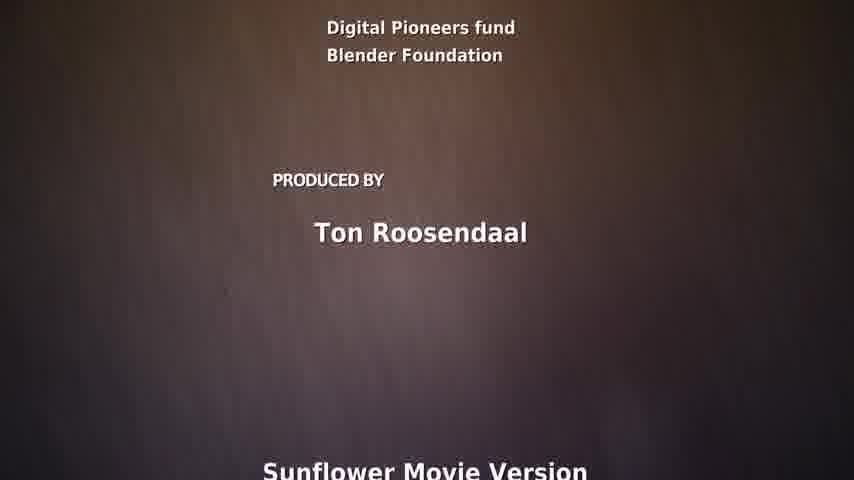 Digital Pioneers fund
Blender Foundation
PRODUCED BY
Ton Roosendaal
Sunflower Movie Version